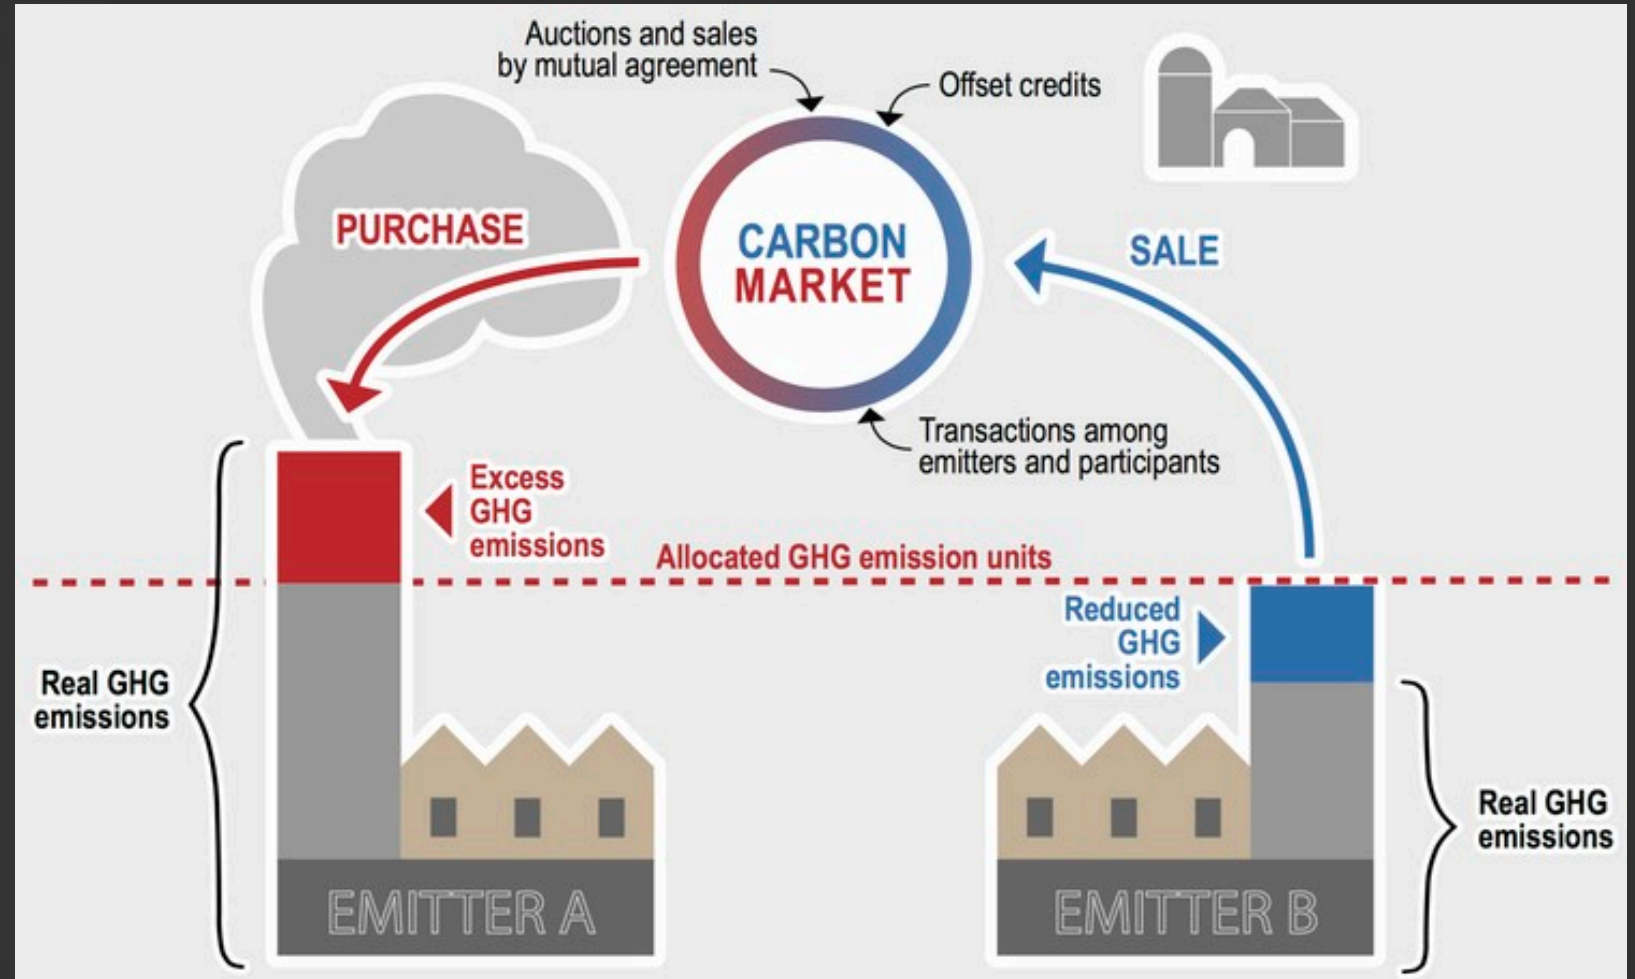 Auctions and sales
by mutual agreement
Offset credits
PURCHASE
CARBON
MARKET
SALE
Transactions among
emitters and participants
Excess
GHG
emissions
Allocated GHG emission units
Reduced
GHG
emissions
Real GHG
emissions
Real GHG
emissions
EMITTER A
EMITTER B